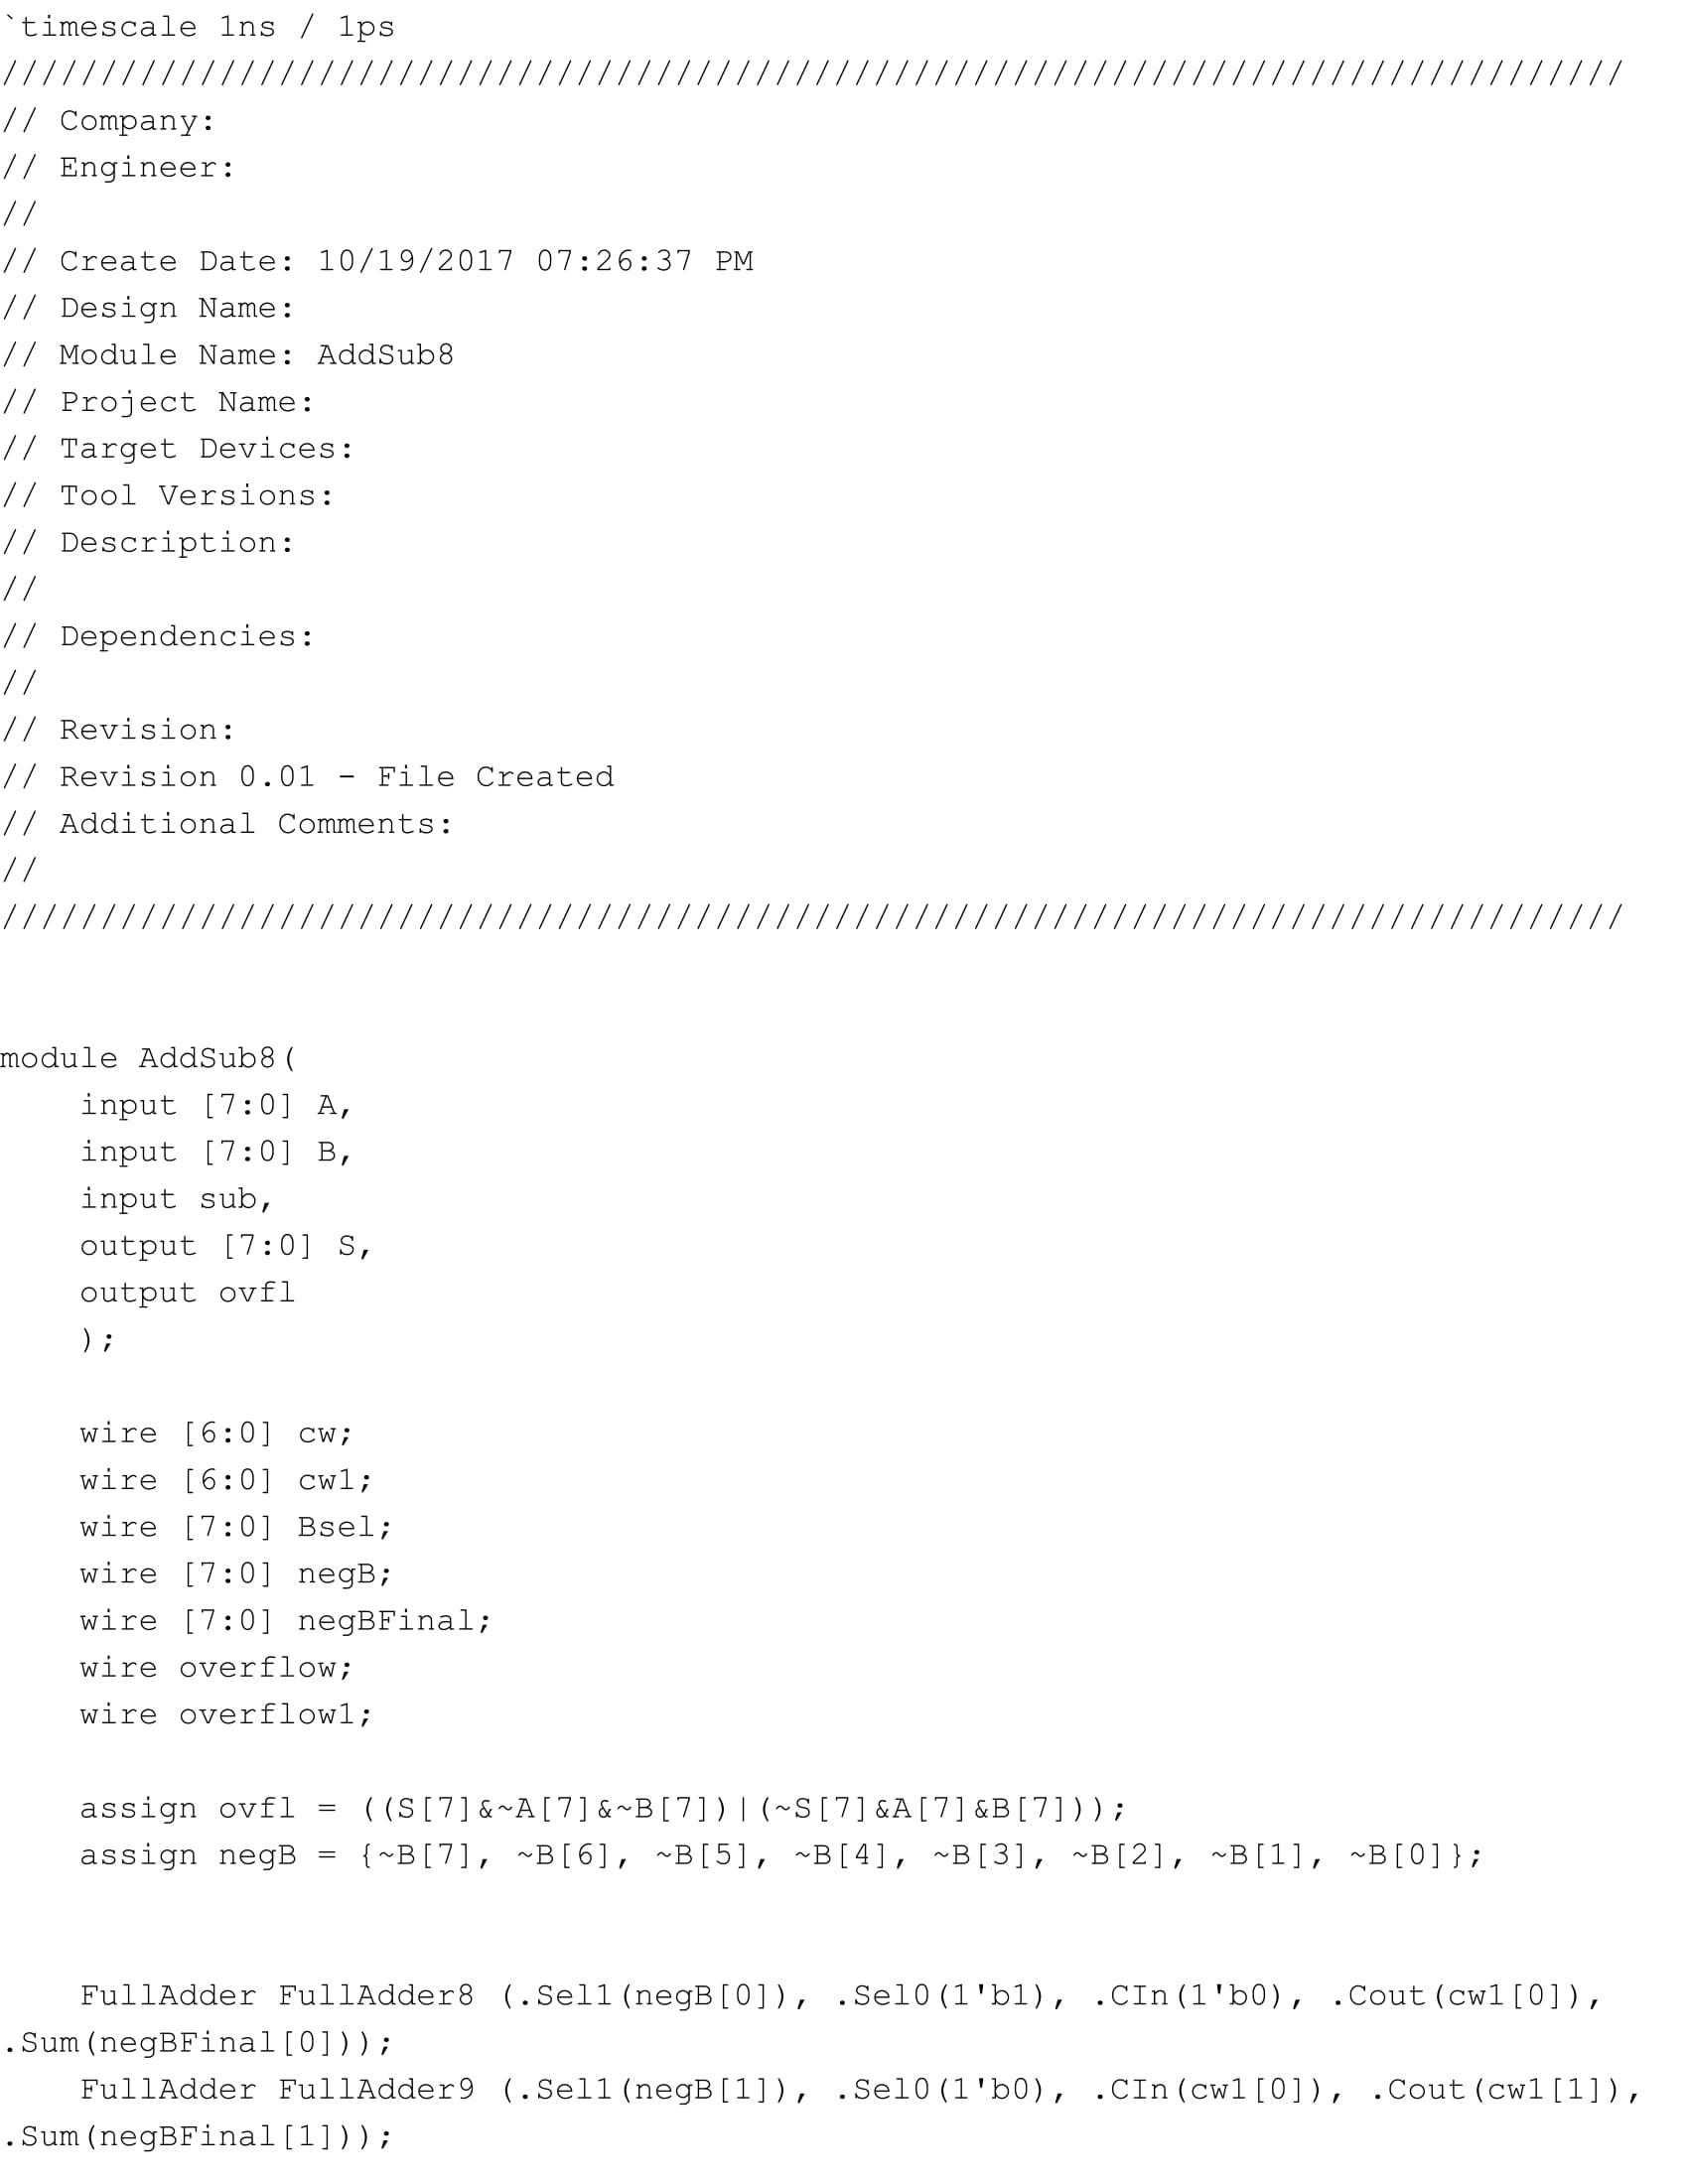 `timescale 1ns / 1ps
//////////////////////////////////////////////////////////////////////////////////
// Company:
// Engineer:
//
// Create Date: 10/19/2017 07:26:37 PM
// Design Name:
// Module Name: AddSub8
// Project Name:
// Target Devices:
// Tool Versions:
// Description:
//
// Dependencies:
//
// Revision:
// Revision 0.01 - File Created
// Additional Comments:
//
//////////////////////////////////////////////////////////////////////////////////
module AddSub8(
    input [7:0] A,
    input [7:0] B,
    input sub,
    output [7:0] S,
    output ovfl
    );
    wire [6:0] cw;
    wire [6:0] cw1;
    wire [7:0] Bsel;
    wire [7:0] negB;
    wire [7:0] negBFinal;
    wire overflow;
    wire overflow1;
    assign ovfl = ((S[7]&~A[7]&~B[7])|(~S[7]&A[7]&B[7]));
    assign negB = {~B[7], ~B[6], ~B[5], ~B[4], ~B[3], ~B[2], ~B[1], ~B[0]};
    FullAdder FullAdder8 (.Sel1(negB[0]), .Sel0(1'b1), .CIn(1'b0), .Cout(cw1[0]),
.Sum(negBFinal[0]));
    FullAdder FullAdder9 (.Sel1(negB[1]), .Sel0(1'b0), .CIn(cw1[0]), .Cout(cw1[1]),
.Sum(negBFinal[1]));